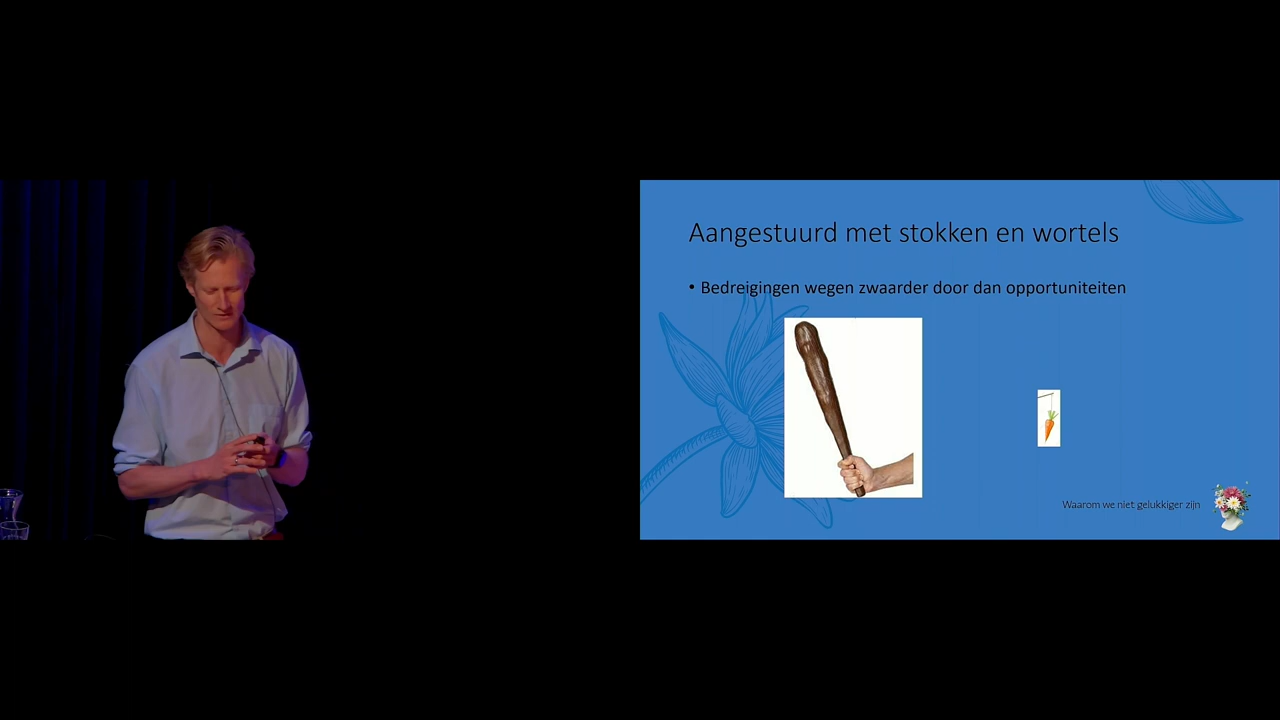 Aangestuurd met stokken en wortels
• Bedreigingen wegen zwaarder door dan opportuniteiten
Waarom we niet gelukkiger zijn